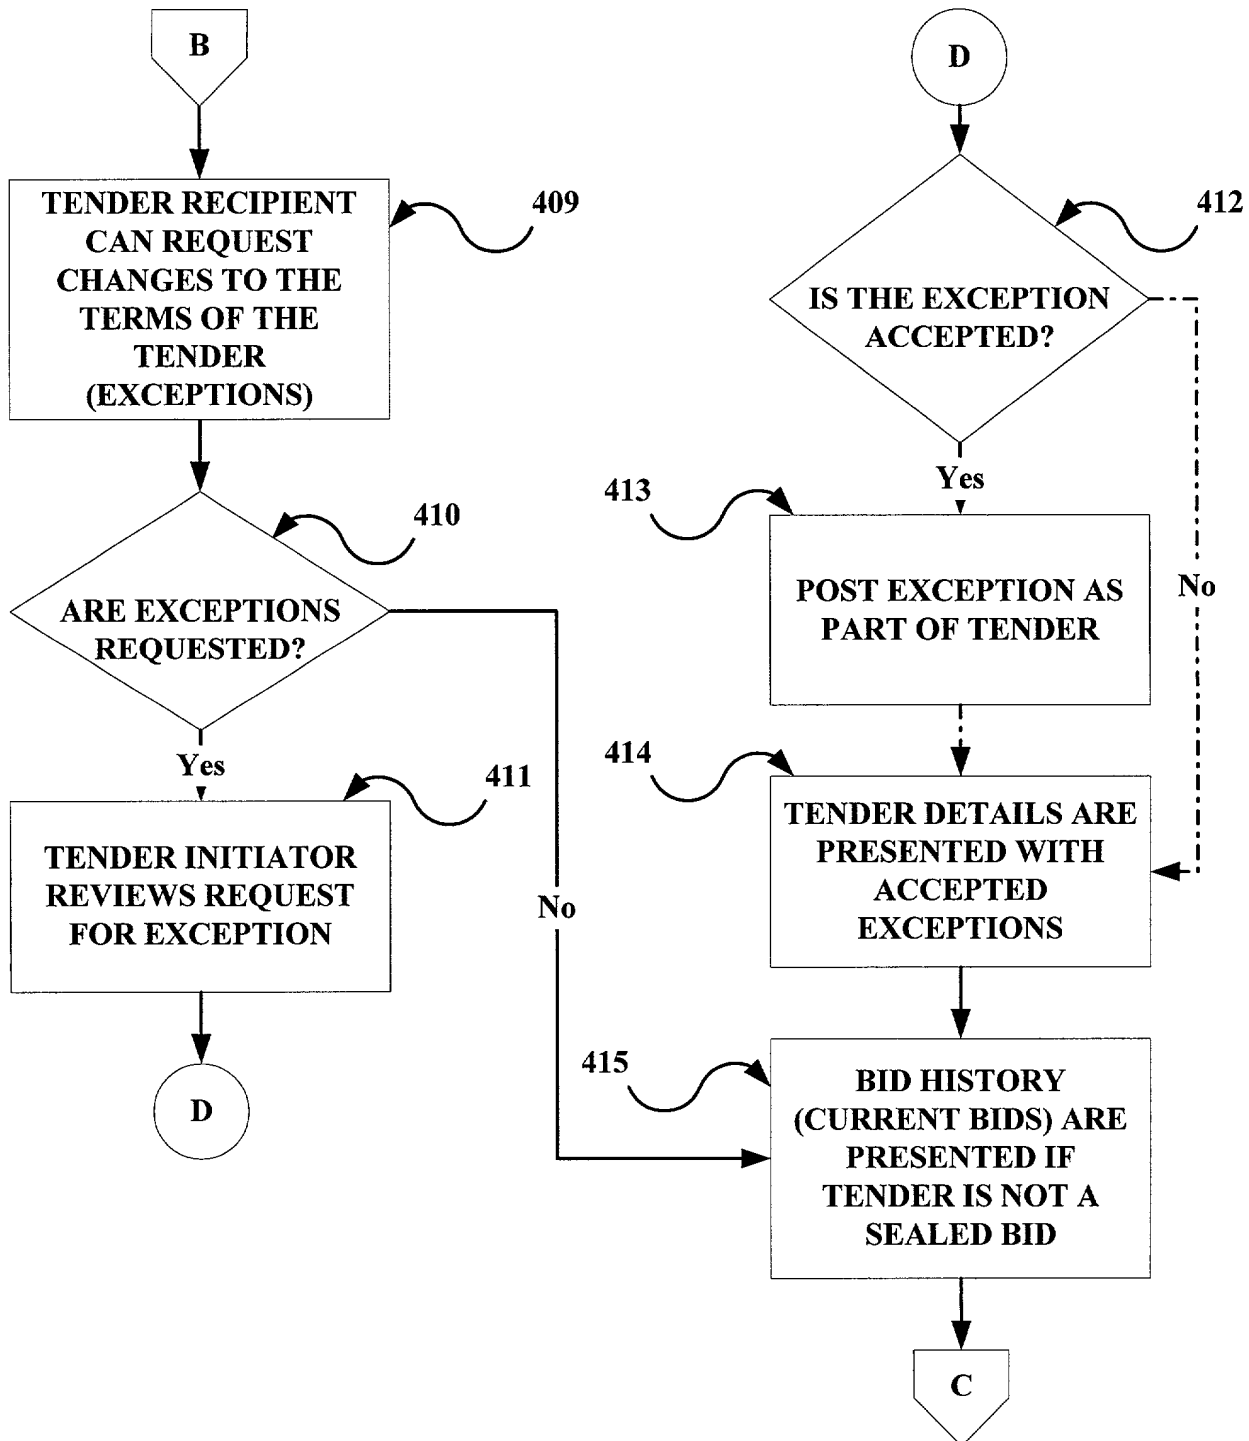 B
TENDER RECIPIENT
CAN REQUEST
CHANGES TO THE
TERMS OF THE
TENDER
(EXCEPTIONS)
409
410
ARE EXCEPTIONS
REQUESTED?
Yes
411
TENDER INITIATOR
REVIEWS REQUEST
FOR EXCEPTION
No
D
D
412
IS THE EXCEPTION
ACCEPTED?
Yes
No
413
POST EXCEPTION AS
PART OF TENDER
414
TENDER DETAILS ARE
PRESENTED WITH
ACCEPTED
EXCEPTIONS
415
BID HISTORY
(CURRENT BIDS) ARE
PRESENTED IF
TENDER IS NOT A
SEALED BID
C